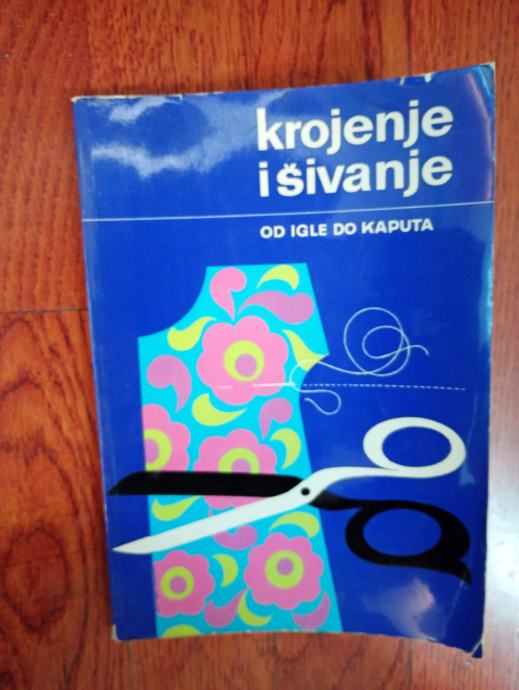 krojenje
i šivanje
OD IGLE DO KAPUTA